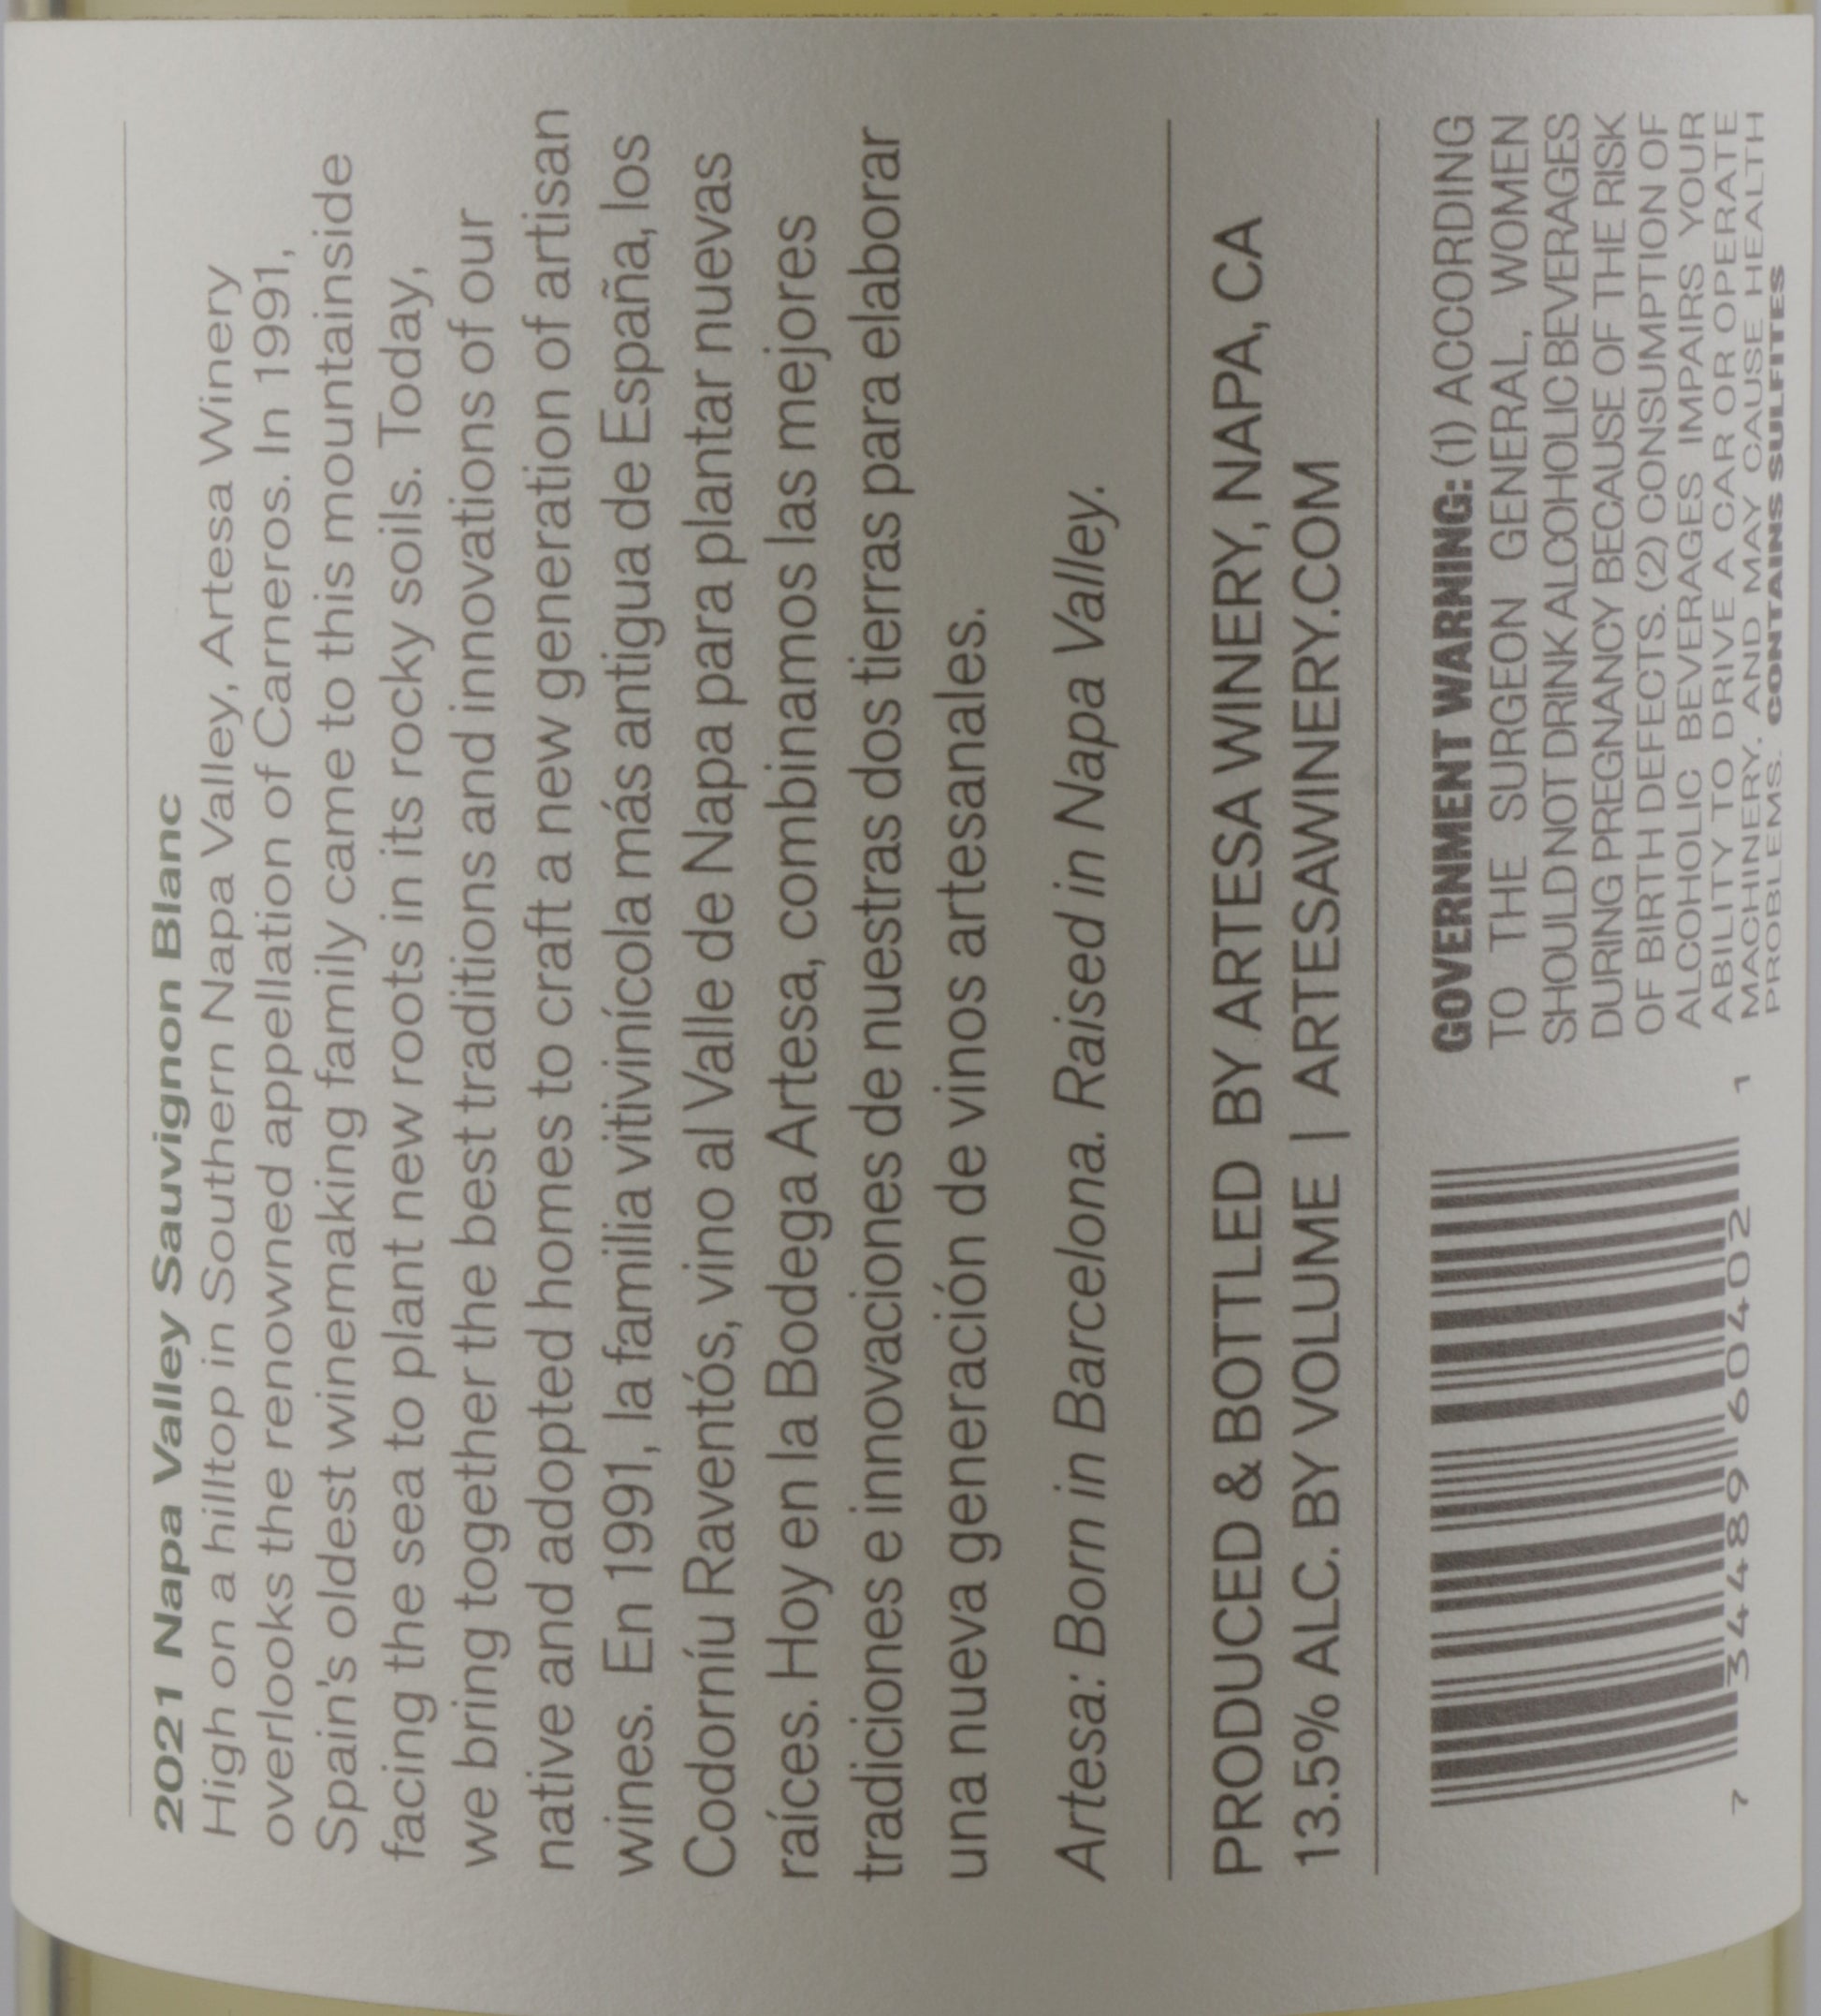 2021 Napa Valley Sauvignon Blanc
High on a hilltop in Southern Napa Valley, Artesa Winery
overlooks the renowned appellation of Carneros. In 1991,
Spain's oldest winemaking family came to this mountainside
facing the sea to plant new roots in its rocky soils. Today,
we bring together the best traditions and innovations of our
native and adopted homes to craft a new generation of artisan
wines. En 1991, la familia vitivinícola más antigua de España, los
Codorníu Raventós, vino al Valle de Napa para plantar nuevas
raíces. Hoy en la Bodega Artesa, combinamos las mejores
tradiciones e innovaciones de nuestras dos tierras para elaborar
una nueva generación de vinos artesanales.
Artesa: Born in Barcelona. Raised in Napa Valley.
PRODUCED & BOTTLED BY ARTESA WINERY, NAPA, CA
13.5% ALC. BY VOLUME | ARTESAWINERY.COM
7 34489 60402 1
GOVERNMENT WARNING: (1) ACCORDING
TO THE SURGEON GENERAL, WOMEN
SHOULD NOT DRINK ALCOHOLIC BEVERAGES
DURING PREGNANCY BECAUSE OF THE RISK
OF BIRTH DEFECTS. (2) CONSUMPTION OF
ALCOHOLIC BEVERAGES IMPAIRS YOUR
ABILITY TO DRIVE A CAR OR OPERATE
MACHINERY, AND MAY CAUSE HEALTH
PROBLEMS. CONTAINS SULFITES